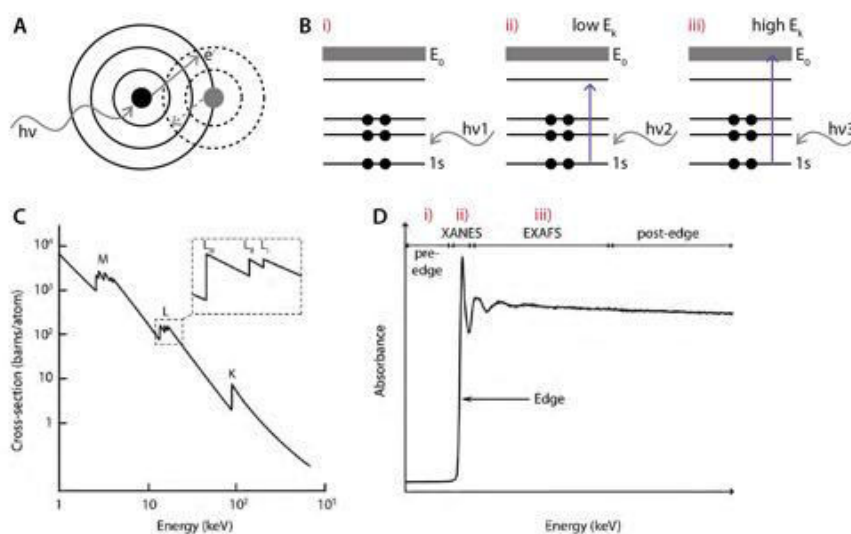 A
hν
e
B
i)
E₀
hν1
1s
ii)
low Eₖ
E₀
hν2
1s
iii)
high Eₖ
E₀
hν3
1s
C
Cross-section (barns/atom)
10⁴
10³
10²
10
1
M
L
K
1
10
10²
10¹
Energy (keV)
D
i)
ii)
iii)
XANES
EXAFS
post-edge
pre-
edge
Edge
Absorbance
Energy (keV)